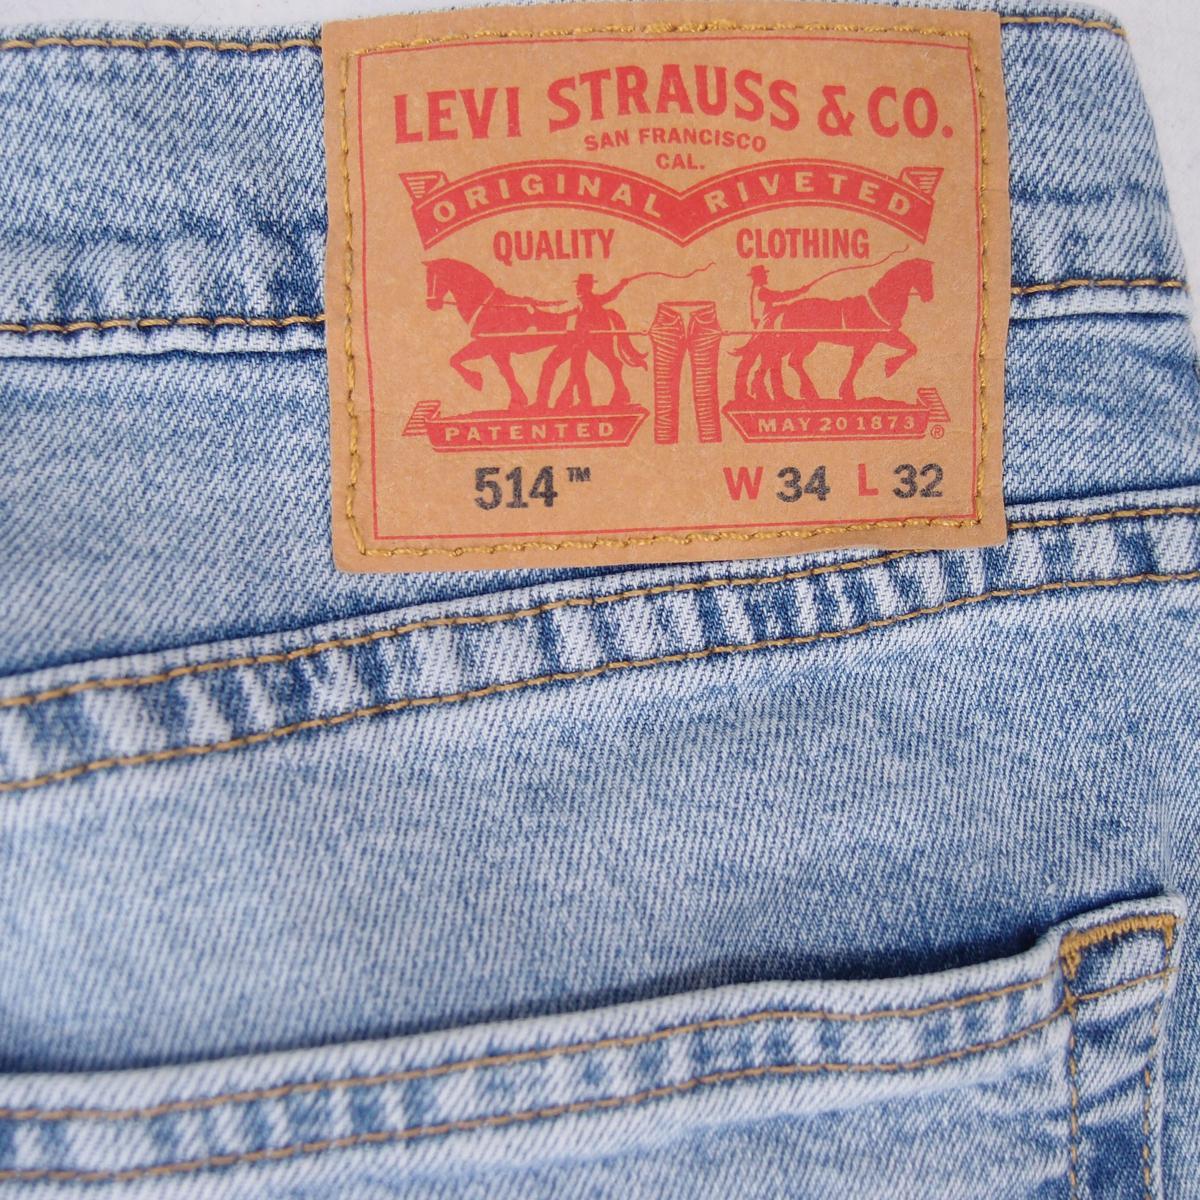 LEVI STRAUSS & CO.
SAN FRANCISCO
CAL.
ORIGINAL RIVETED
QUALITY CLOTHING
PATENTED MAY 20 1873 ®
514™ W 34 L 32